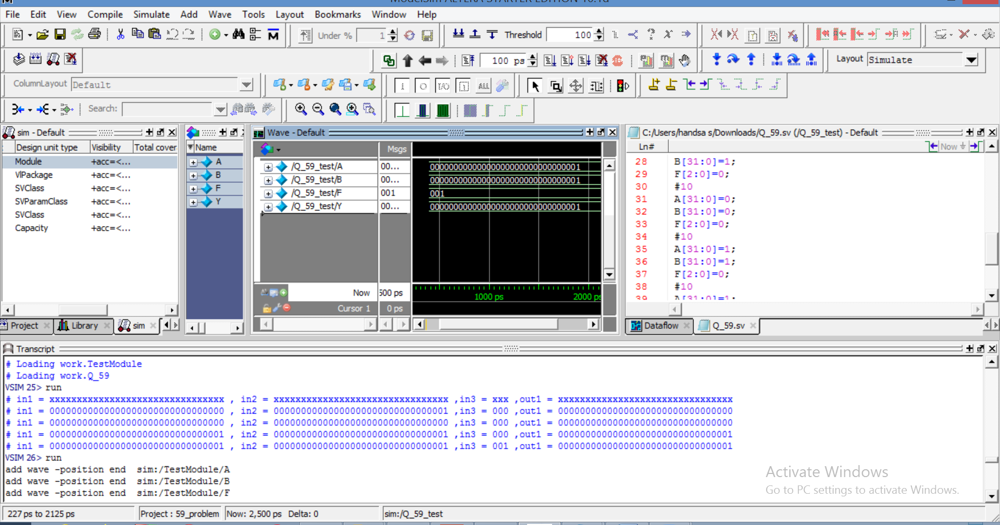 ModelSim ALTERA STARTER EDITION 10.1d
File Edit View Compile Simulate Add Wave Tools Layout Bookmarks Window Help
Under % 1 Threshold 100
100 ps Layout Simulate
ColumnLayout Default
Search:
sim - Default
Design unit type Visibility Total cover
Module +acc=<...
VlPackage +acc=<...
SVClass +acc=<...
SVParamClass +acc=<...
SVClass +acc=<...
Capacity +acc=<...
Project Library sim
Name
A
B
F
Y
Wave - Default
Msgs
/Q_59_test/A 00... 00000000000000000000000000000001
/Q_59_test/B 00... 00000000000000000000000000000001
/Q_59_test/F 001 001
/Q_59_test/Y 00... 00000000000000000000000000000001
Now 500 ps 1000 ps 2000 ps
Cursor 1 0 ps
C:/Users/handsa s/Downloads/Q_59.sv (/Q_59_test) - Default
Ln# Now
28 B[31:0]=1;
29 F[2:0]=0;
30 #10
31 A[31:0]=0;
32 B[31:0]=0;
33 F[2:0]=0;
34 #10
35 A[31:0]=1;
36 B[31:0]=1;
37 F[2:0]=0;
38 #10
39 A[31:0]=1;
Dataflow Q_59.sv
Transcript
# Loading work.TestModule
# Loading work.Q_59
VSIM 25> run
# in1 = xxxxxxxxxxxxxxxxxxxxxxxxxxxxxxxx , in2 = xxxxxxxxxxxxxxxxxxxxxxxxxxxxxxxx ,in3 = xxx ,out1 = xxxxxxxxxxxxxxxxxxxxxxxxxxxxxxxx
# in1 = 00000000000000000000000000000000 , in2 = 00000000000000000000000000000001 ,in3 = 000 ,out1 = 00000000000000000000000000000000
# in1 = 00000000000000000000000000000000 , in2 = 00000000000000000000000000000000 ,in3 = 000 ,out1 = 00000000000000000000000000000000
# in1 = 00000000000000000000000000000001 , in2 = 00000000000000000000000000000001 ,in3 = 000 ,out1 = 00000000000000000000000000000001
# in1 = 00000000000000000000000000000001 , in2 = 00000000000000000000000000000001 ,in3 = 001 ,out1 = 00000000000000000000000000000001
VSIM 26> run
add wave -position end sim:/TestModule/A
add wave -position end sim:/TestModule/B
add wave -position end sim:/TestModule/F
Activate Windows
Go to PC settings to activate Windows.
227 ps to 2125 ps Project : 59_problem Now: 2,500 ps Delta: 0 sim:/Q_59_test